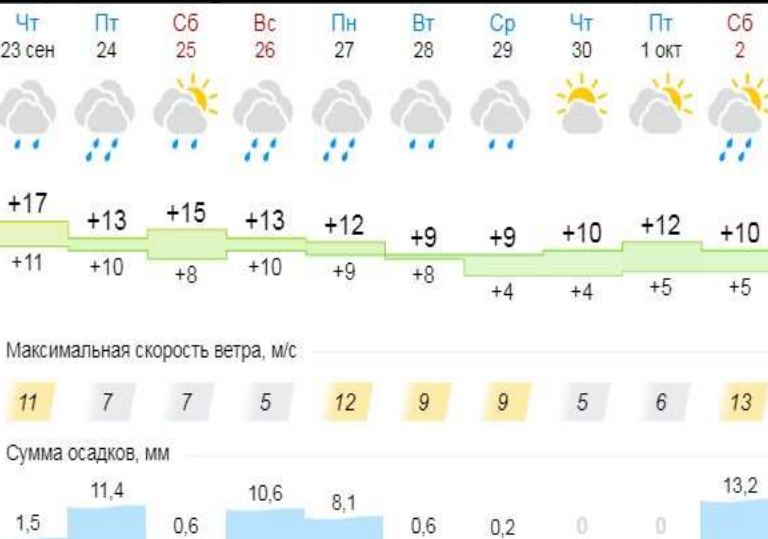 Чт Пт Сб Вс Пн Вт Ср Чт Пт Сб
23 сен 24 25 26 27 28 29 30 1 окт 2
+17 +13 +15 +13 +12 +9 +9 +10 +12 +10
+11 +10 +8 +10 +9 +8 +4 +4 +5 +5
Максимальная скорость ветра, м/с
11 7 7 5 12 9 9 5 6 13
Сумма осадков, мм
1,5 11,4 0,6 10,6 8,1 0,6 0,2 0 0 13,2